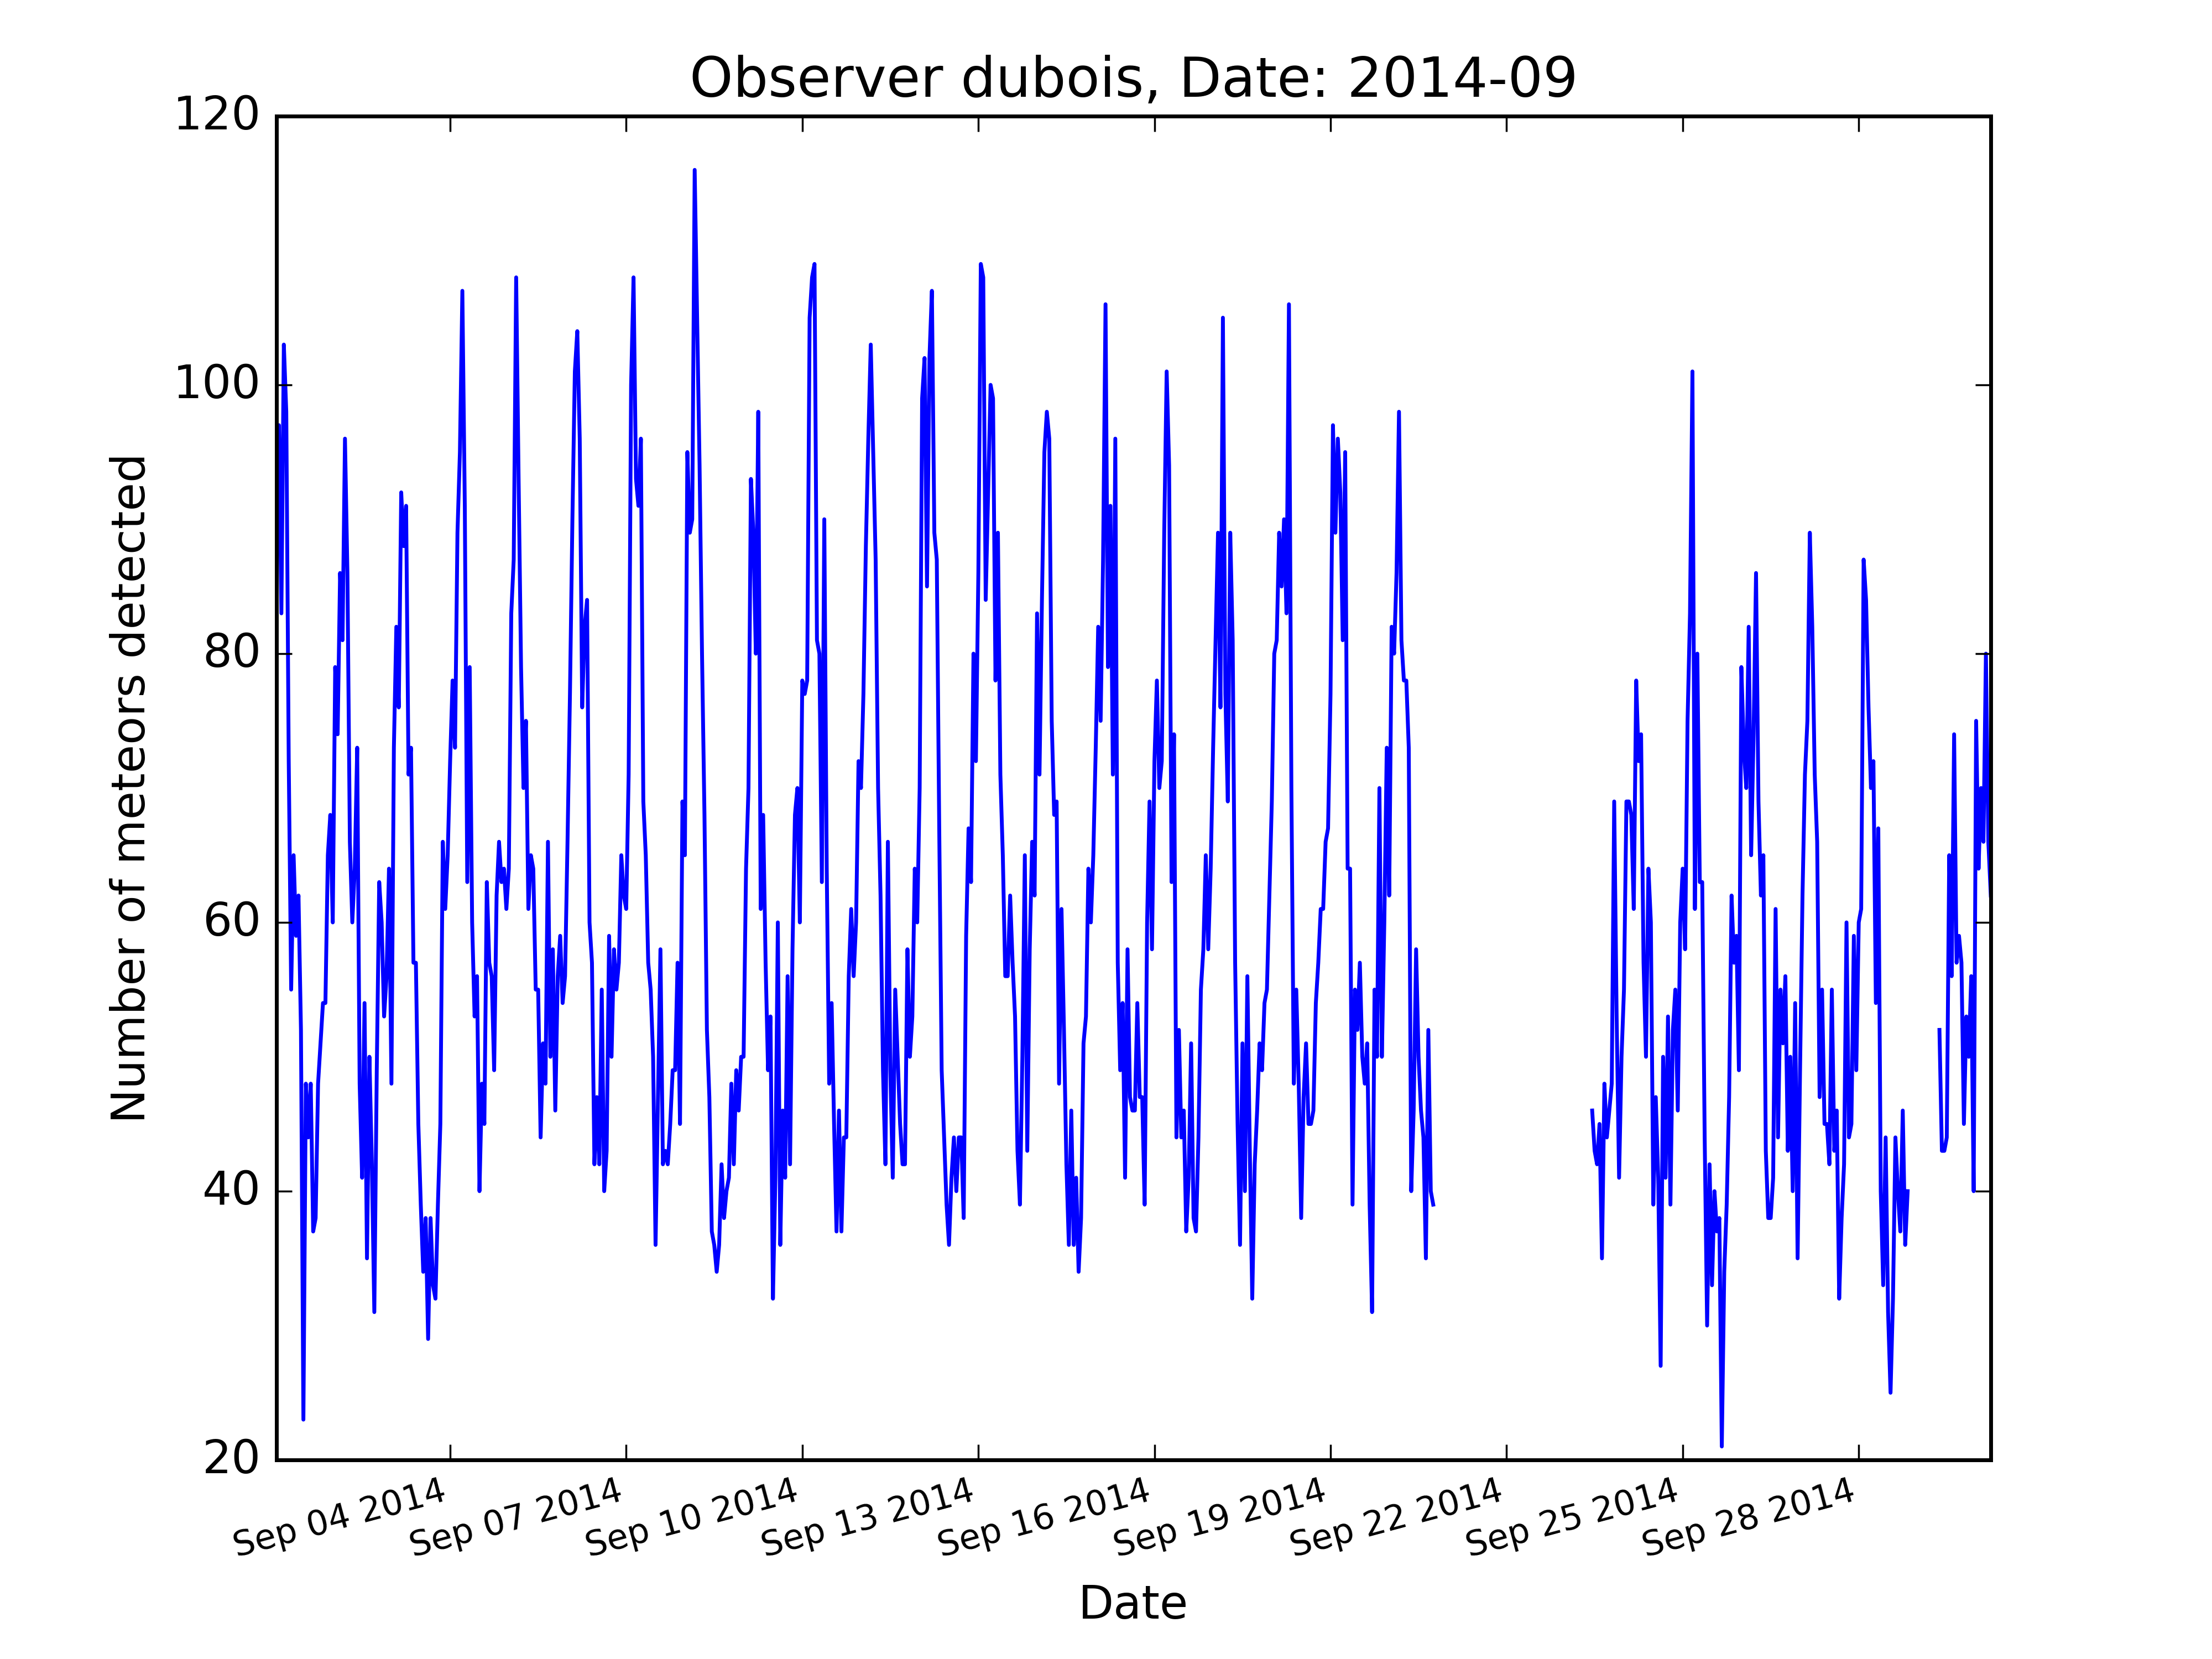 Observer dubois, Date: 2014-09
120
100
80
60
40
20
Number of meteors detected
Sep 04 2014
Sep 07 2014
Sep 10 2014
Sep 13 2014
Sep 16 2014
Sep 19 2014
Sep 22 2014
Sep 25 2014
Sep 28 2014
Date